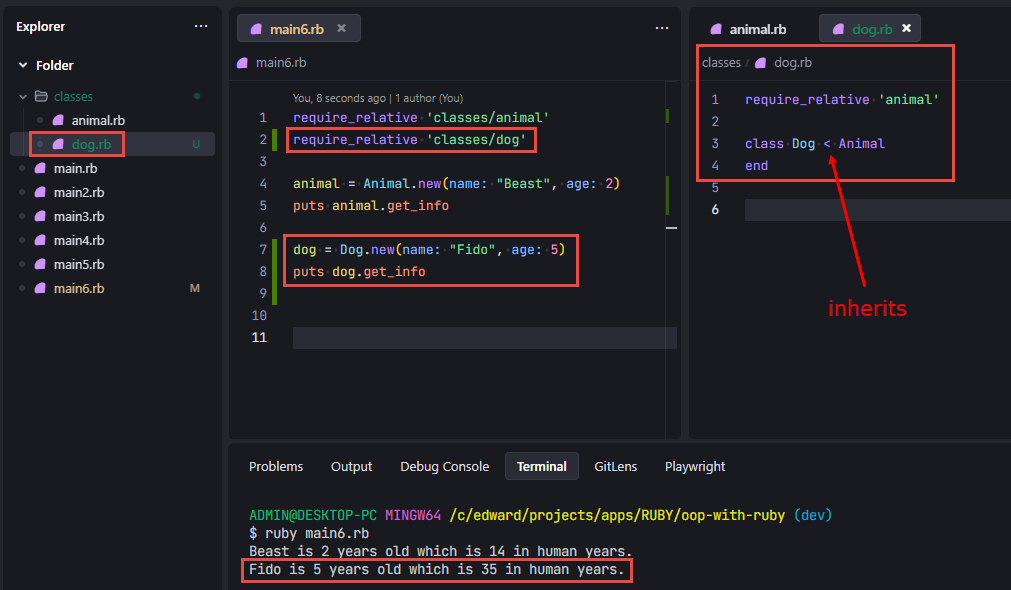 Explorer
Folder
classes
animal.rb
dog.rb U
main.rb
main2.rb
main3.rb
main4.rb
main5.rb
main6.rb M
main6.rb
main6.rb
You, 8 seconds ago | 1 author (You)
1 require_relative 'classes/animal'
2 require_relative 'classes/dog'
3
4 animal = Animal.new(name: "Beast", age: 2)
5 puts animal.get_info
6
7 dog = Dog.new(name: "Fido", age: 5)
8 puts dog.get_info
9
10
11
animal.rb dog.rb
classes / dog.rb
1 require_relative 'animal'
2
3 class Dog < Animal
4 end
5
6
inherits
Problems Output Debug Console Terminal GitLens Playwright
ADMIN@DESKTOP-PC MINGW64 /c/edward/projects/apps/RUBY/oop-with-ruby (dev)
$ ruby main6.rb
Beast is 2 years old which is 14 in human years.
Fido is 5 years old which is 35 in human years.